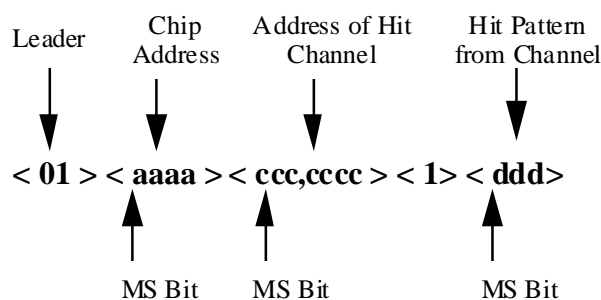 Leader
Chip
Address
Address of Hit
Channel
Hit Pattern
from Channel
< 01 > < aaaa > < ccc,cccc > < 1> < ddd>
MS Bit
MS Bit
MS Bit